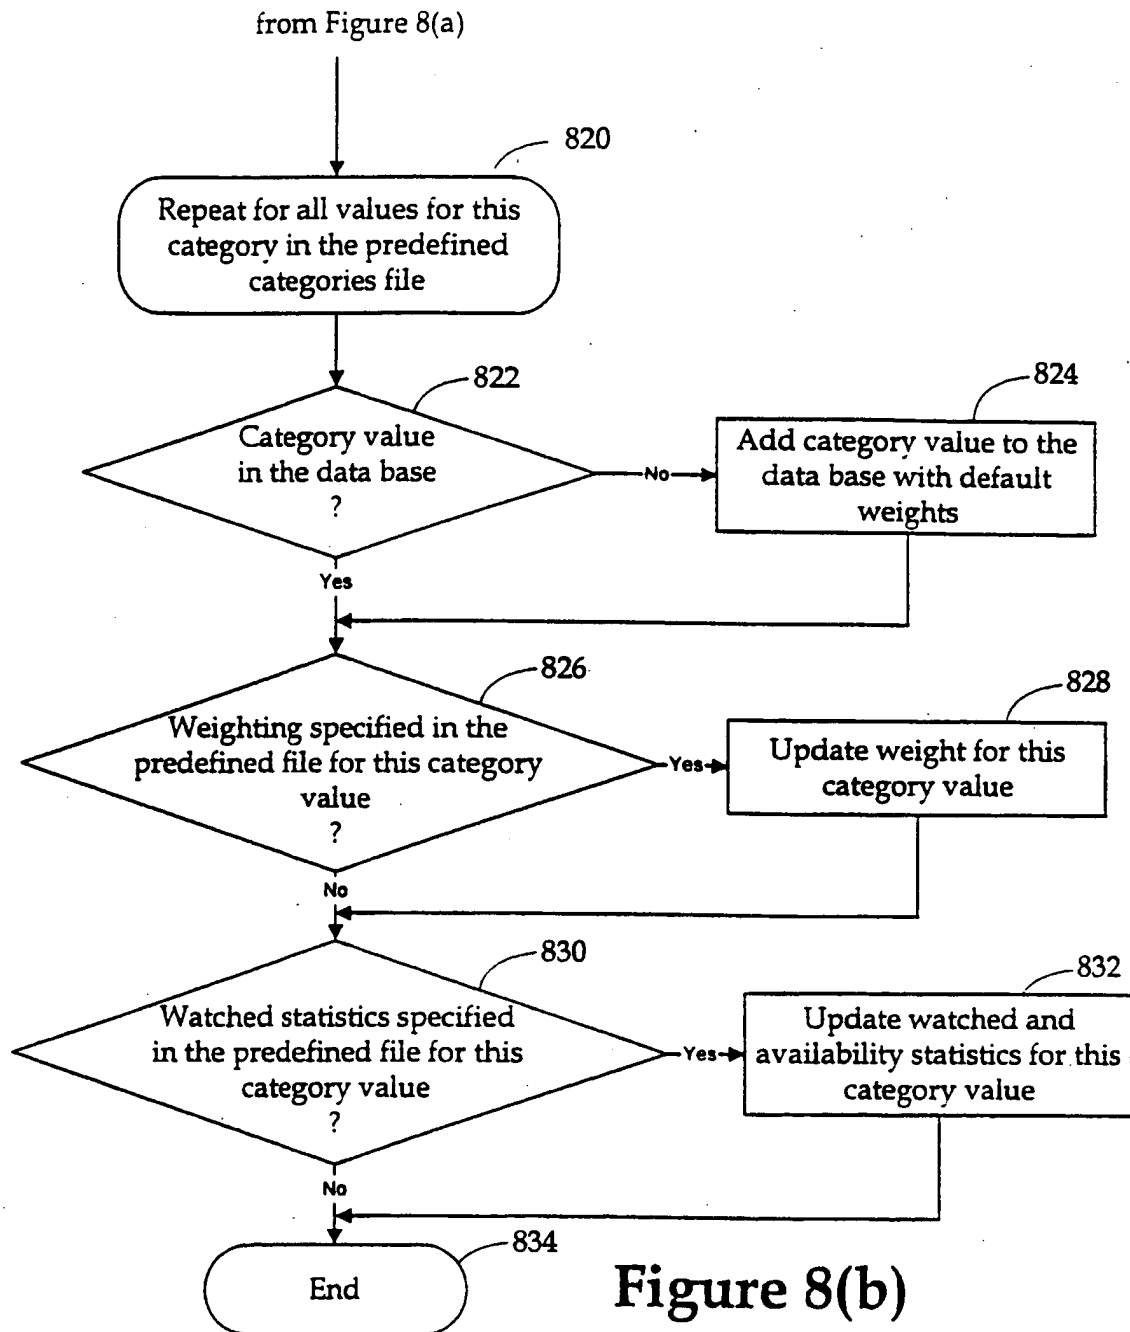 from Figure 8(a)
820
Repeat for all values for this
category in the predefined
categories file
822
Category value
in the data base
?
No
824
Add category value to the
data base with default
weights
Yes
826
Weighting specified in the
predefined file for this category
value
?
Yes
828
Update weight for this
category value
No
830
Watched statistics specified
in the predefined file for this
category value
?
Yes
832
Update watched and
availability statistics for this
category value
No
834
End
Figure 8(b)